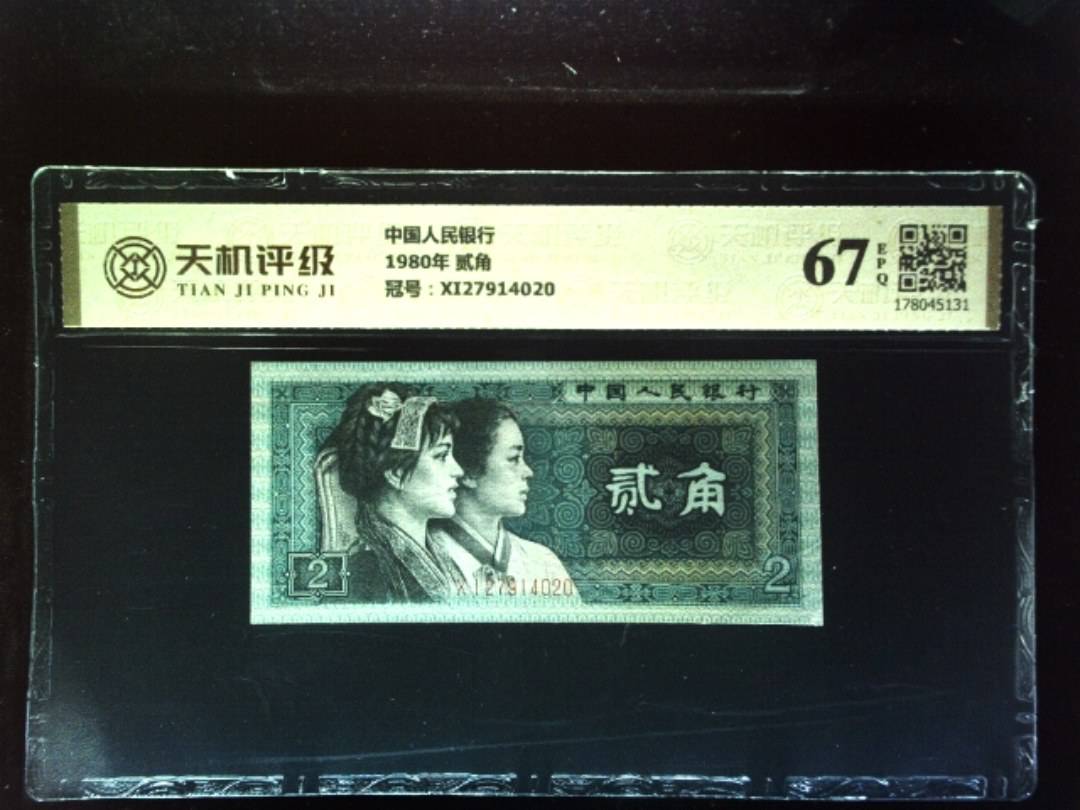 天机评级
TIAN JI PING JI
中国人民银行
1980年 贰角
冠号：XI27914020
67
EPQ
178045131
中国人民银行
贰角
2
2
XI27914020